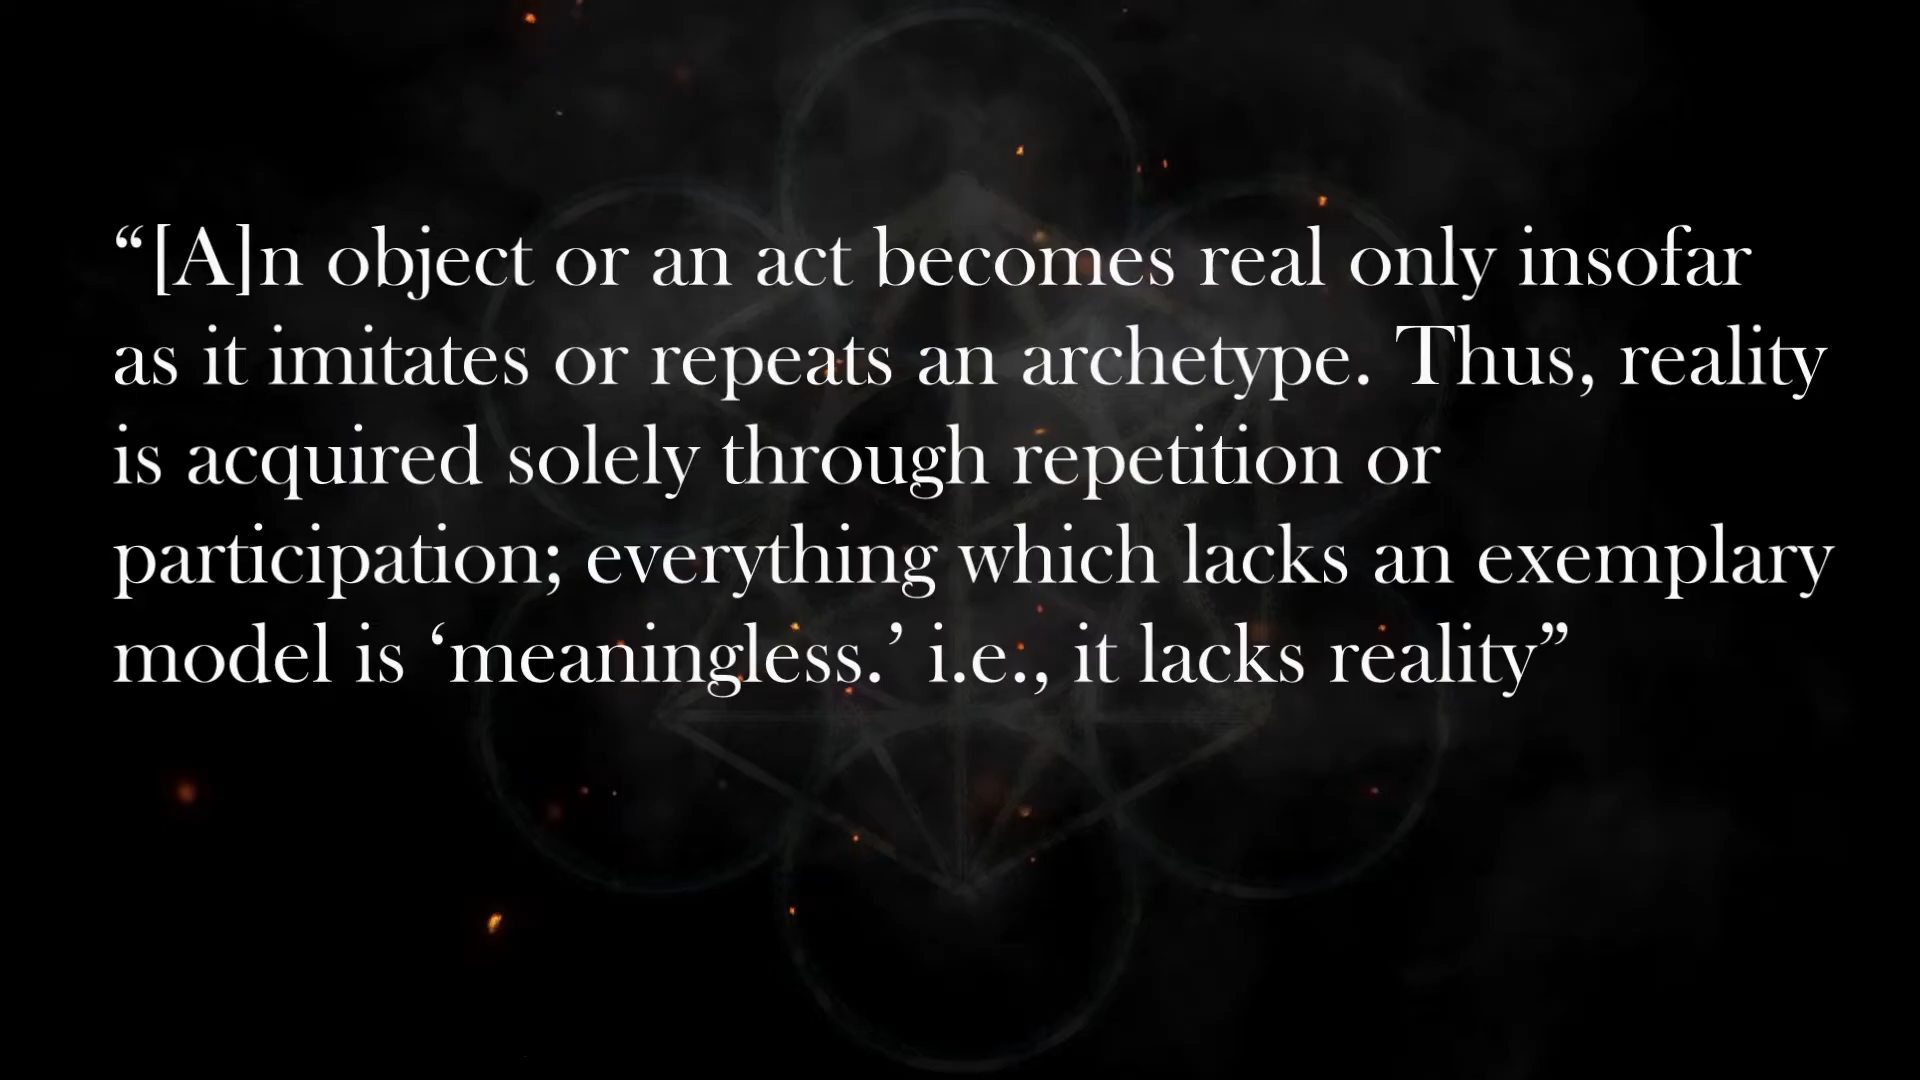 “[A]n object or an act becomes real only insofar
as it imitates or repeats an archetype. Thus, reality
is acquired solely through repetition or
participation; everything which lacks an exemplary
model is ‘meaningless.’ i.e., it lacks reality”